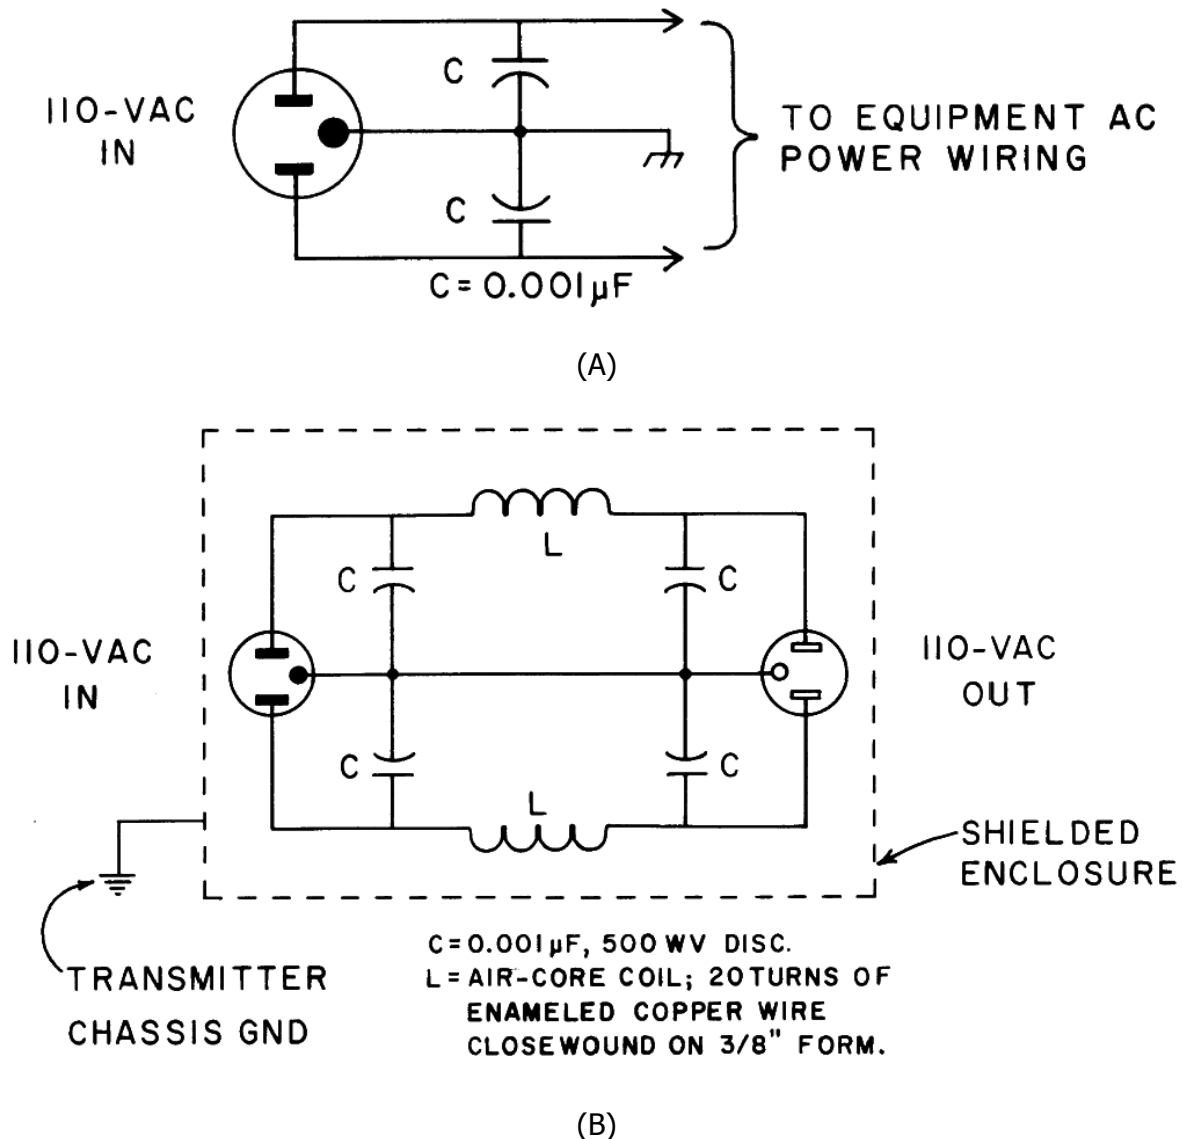 110-VAC
IN
C
C
C = 0.001µF
TO EQUIPMENT AC
POWER WIRING
(A)
L
C
C
110-VAC
IN
110-VAC
OUT
C
C
L
SHIELDED
ENCLOSURE
TRANSMITTER
CHASSIS GND
C = 0.001µF, 500 WV DISC.
L = AIR-CORE COIL; 20 TURNS OF
ENAMELED COPPER WIRE
CLOSEWOUND ON 3/8" FORM.
(B)